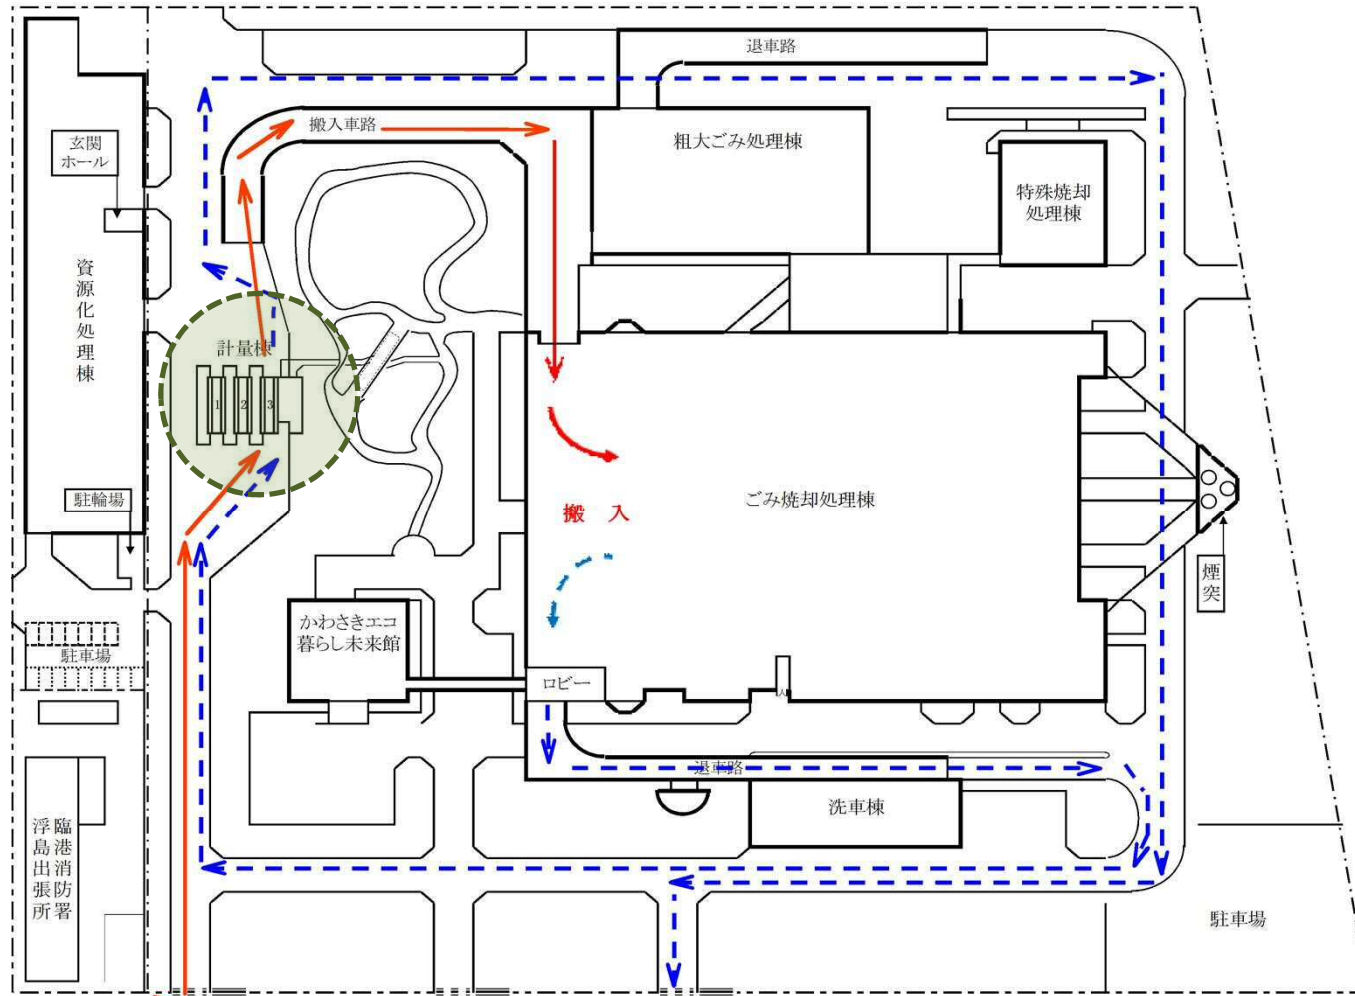 退車路
搬入車路
玄関
ホール
粗大ごみ処理棟
特殊焼却
処理棟
資源化処理棟
計量棟
1
2
3
駐輪場
搬 入
ごみ焼却処理棟
煙突
かわさきエコ
暮らし未来館
駐車場
ロビー
退車路
洗車棟
臨港消防署
浮島出張所
駐車場